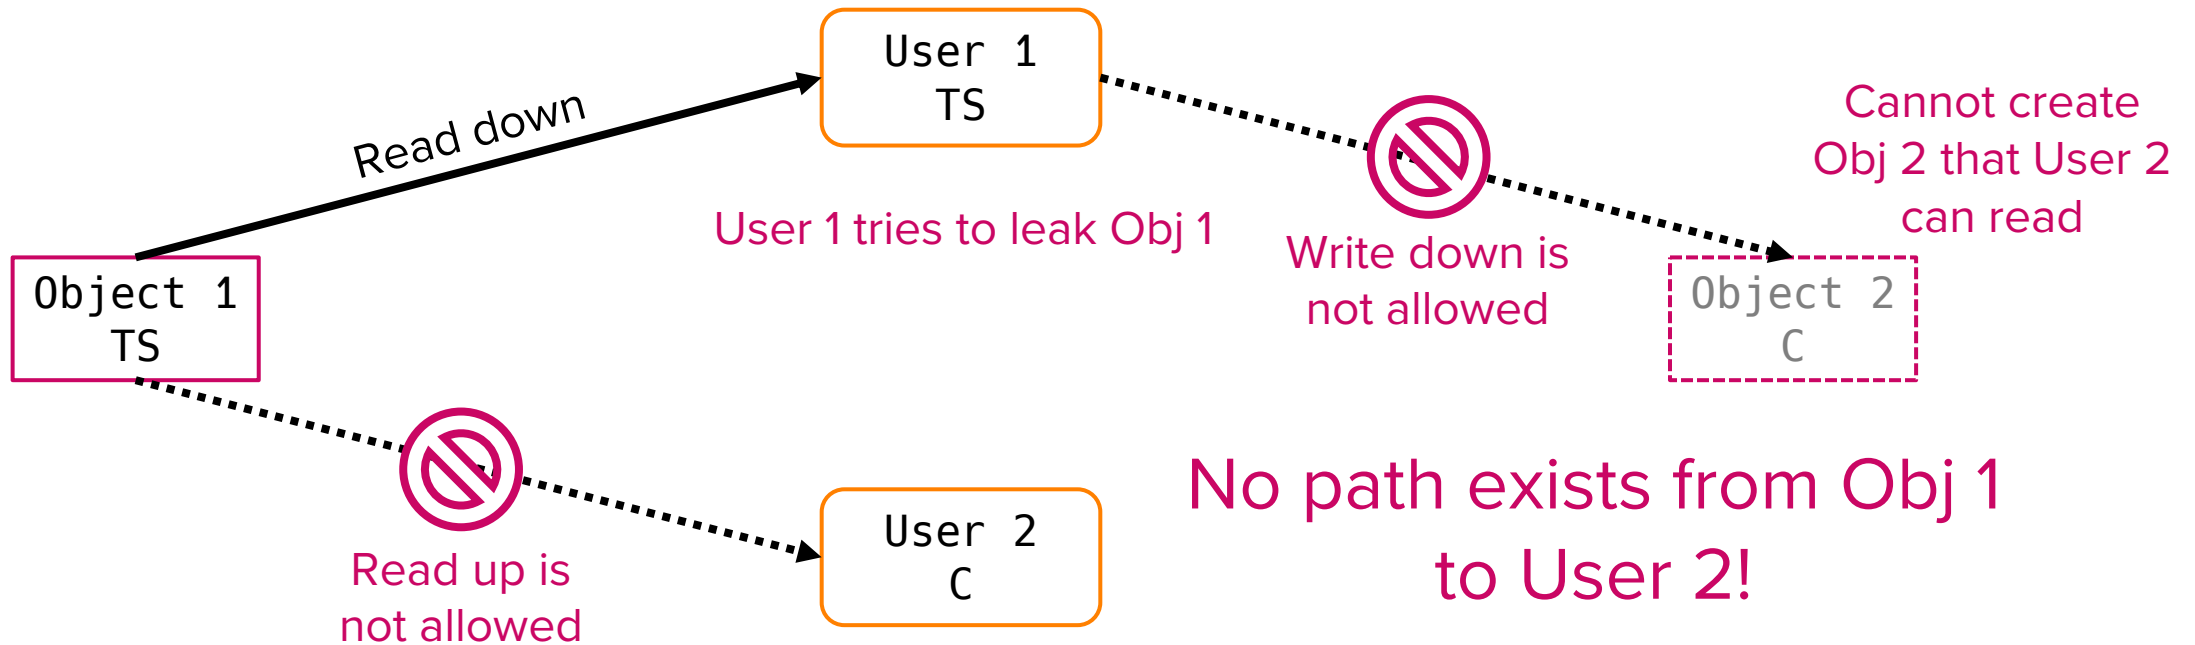 User 1
TS
Read down
Cannot create
Obj 2 that User 2
can read
User 1 tries to leak Obj 1
Write down is
not allowed
Object 1
TS
Object 2
C
No path exists from Obj 1
to User 2!
User 2
C
Read up is
not allowed